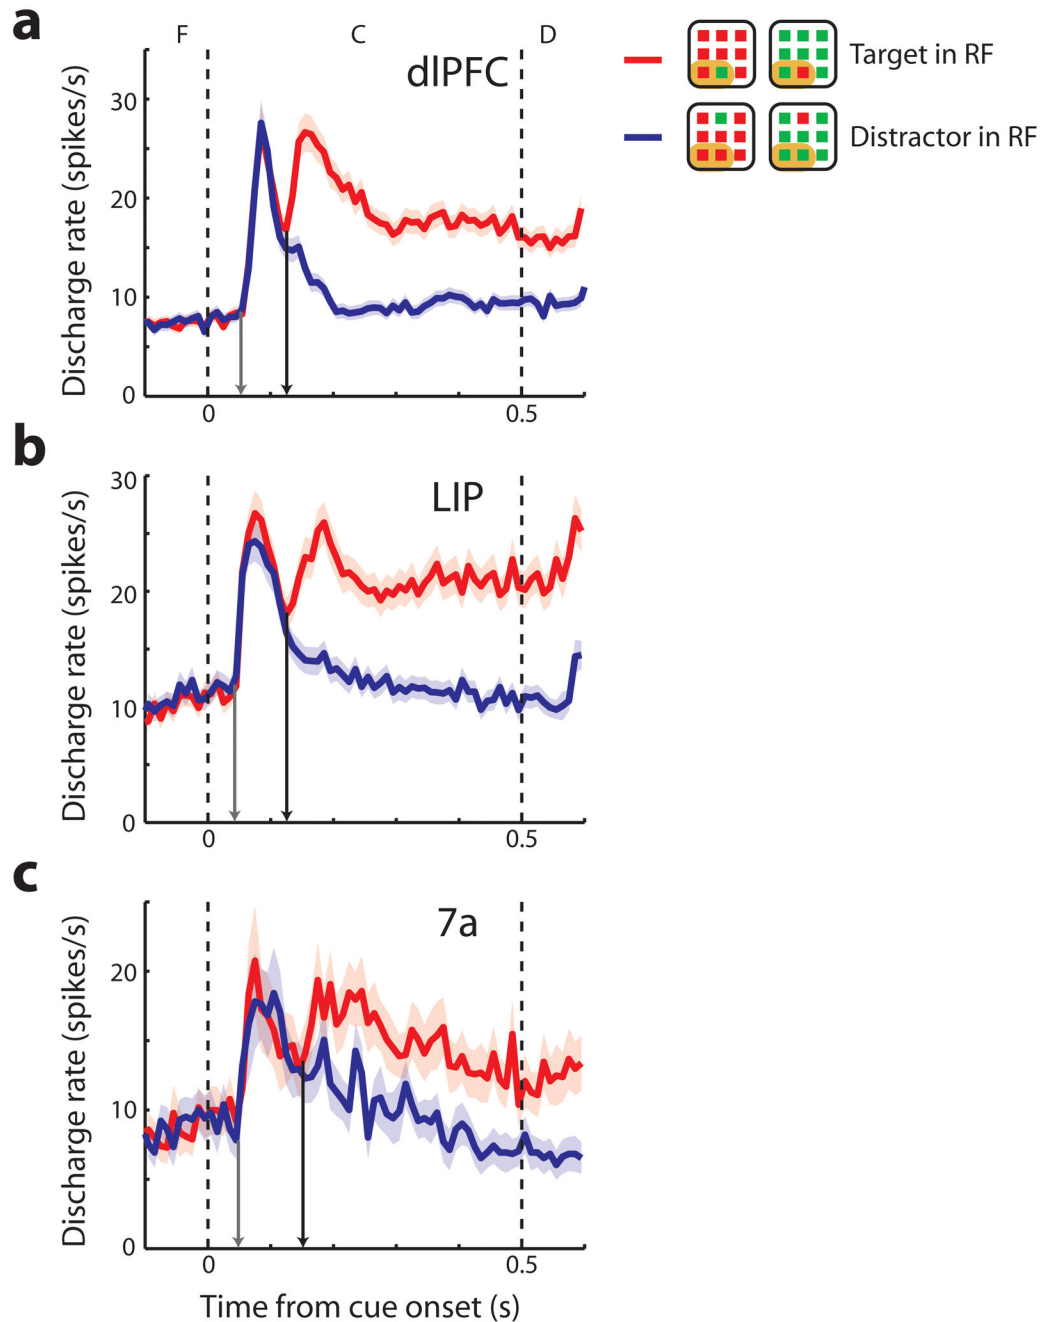 a
F C D
dlPFC
Target in RF
Distractor in RF
Discharge rate (spikes/s)
30
20
10
0
0 0.5
b
LIP
Discharge rate (spikes/s)
30
20
10
0
0 0.5
c
7a
Discharge rate (spikes/s)
20
10
0
0 0.5
Time from cue onset (s)